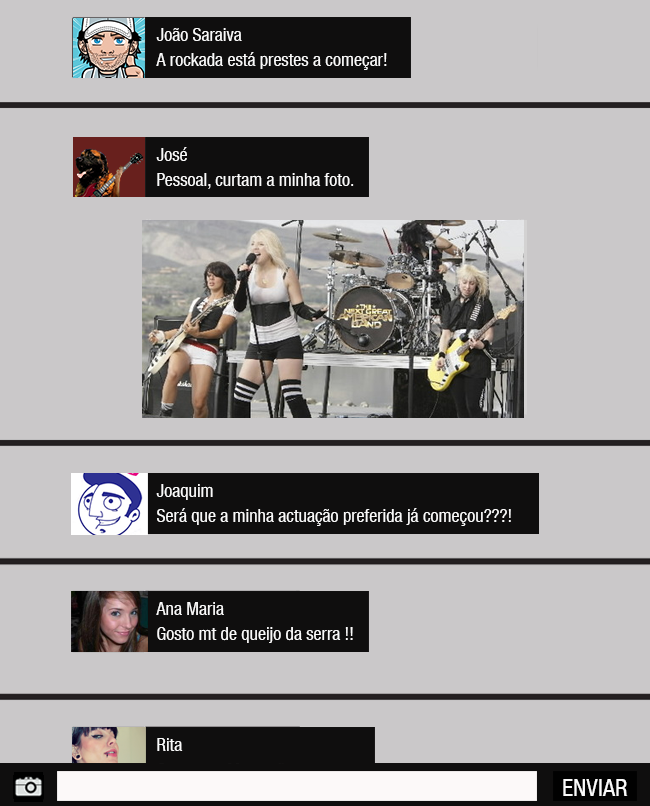 João Saraiva
A rockada está prestes a começar!
José
Pessoal, curtam a minha foto.
THE
NEXT GREAT
AMERICAN
BAND
Marshall
Joaquim
Será que a minha actuação preferida já começou???!
Ana Maria
Gosto mt de queijo da serra !!
Rita
ENVIAR